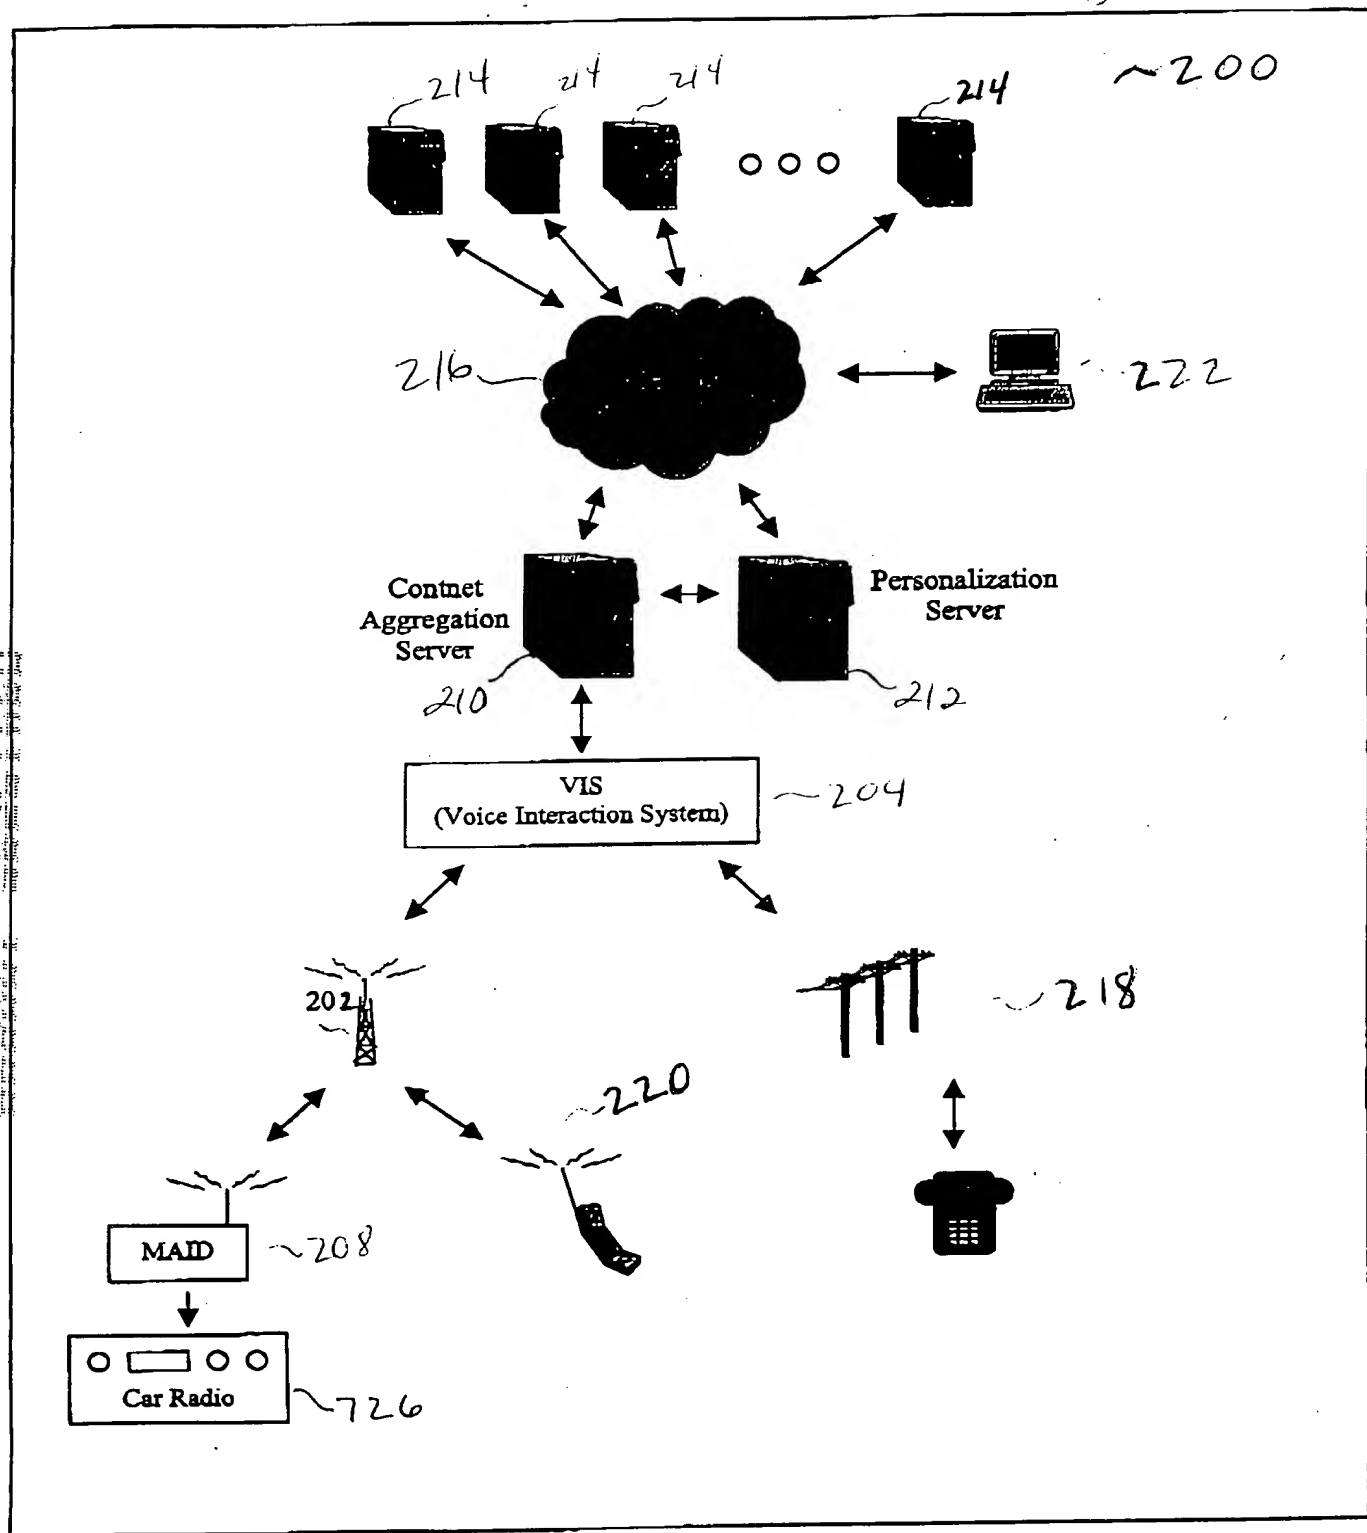 200
214 214 214 214
216
222
Contnet
Aggregation
Server
Personalization
Server
210
212
VIS
(Voice Interaction System)
204
202
218
220
MAID
208
Car Radio
726